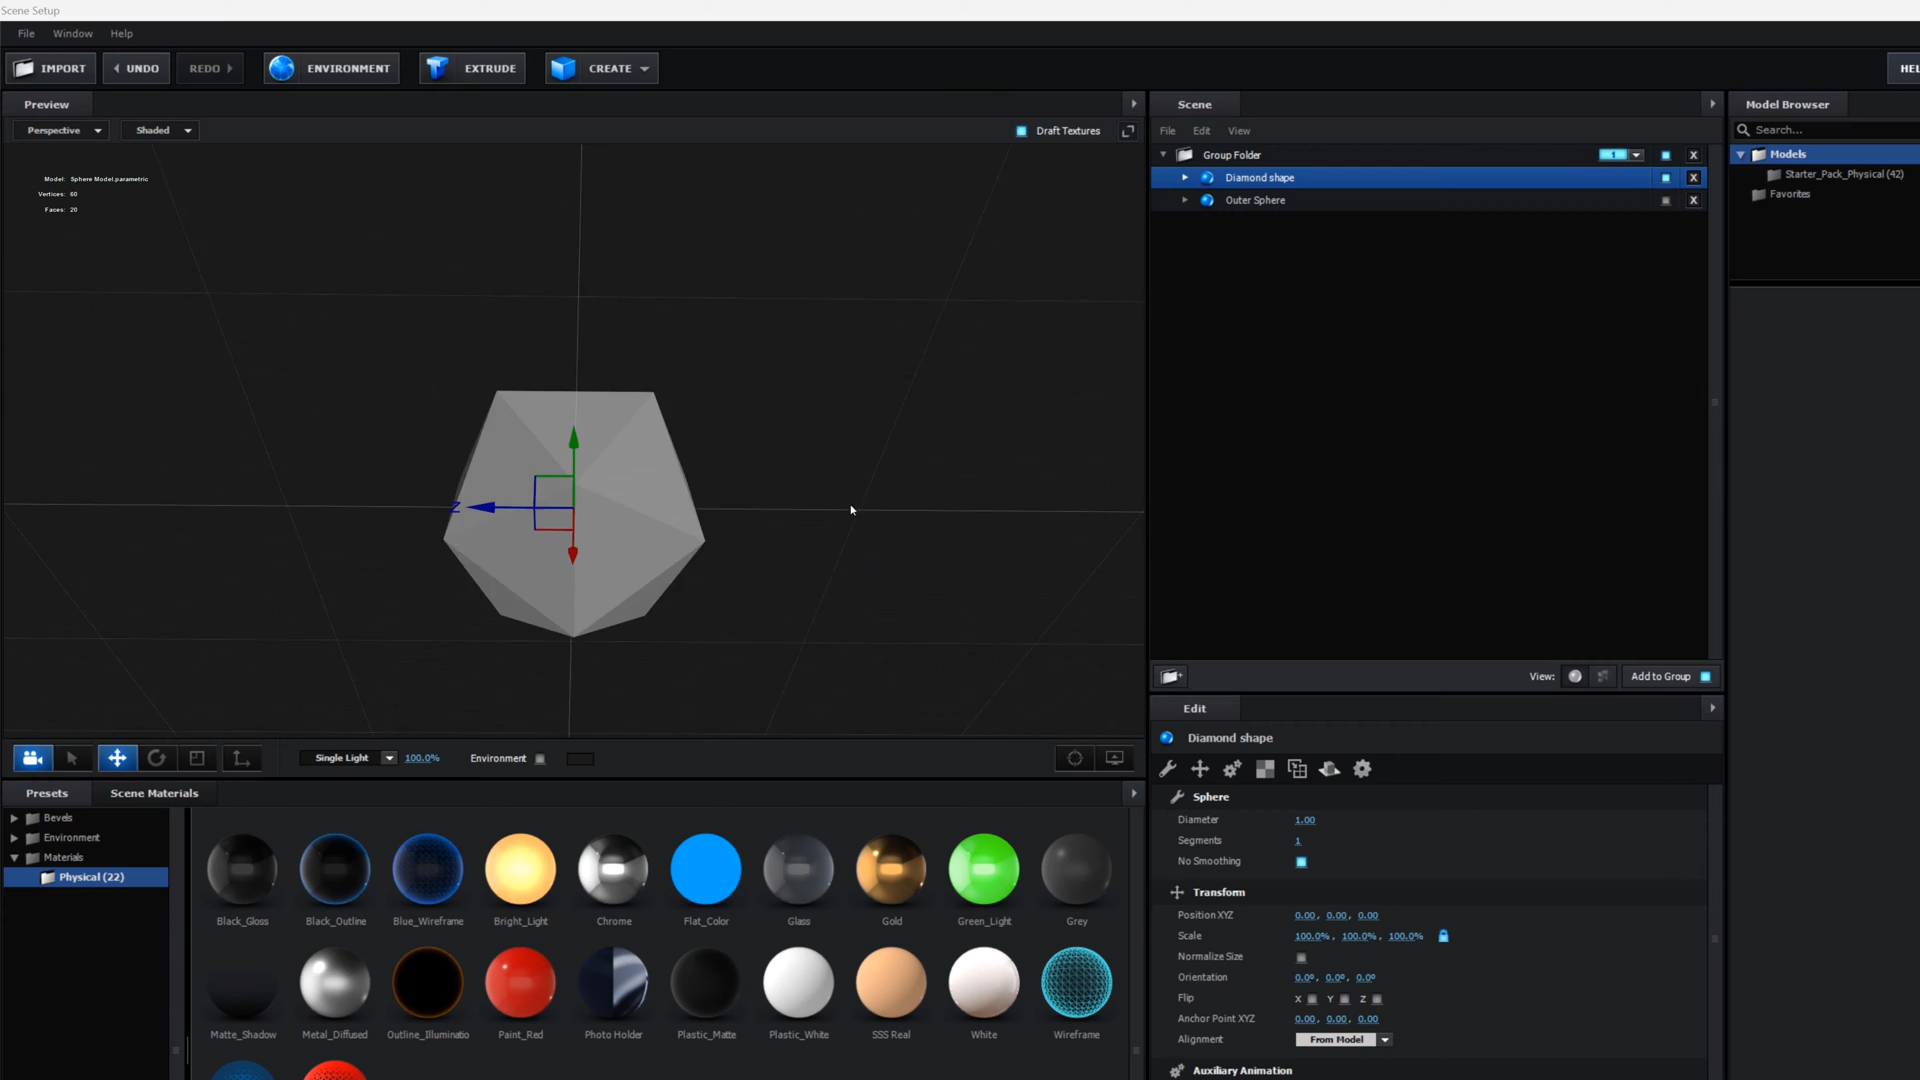 Scene Setup
File Window Help
IMPORT UNDO REDO ENVIRONMENT EXTRUDE CREATE HEL
Preview
Perspective Shaded Draft Textures
Model: Sphere Model.parametric
Vertices: 60
Faces: 20
Z
Scene
File Edit View
Group Folder 1 X
Diamond shape X
Outer Sphere X
Model Browser
Search...
Models
Starter_Pack_Physical (42)
Favorites
View: Add to Group
Single Light 100.0% Environment
Presets Scene Materials
Bevels
Environment
Materials
Physical (22)
Black_Gloss Black_Outline Blue_Wireframe Bright_Light Chrome Flat_Color Glass Gold Green_Light Grey
Matte_Shadow Metal_Diffused Outline_Illuminatio Paint_Red Photo Holder Plastic_Matte Plastic_White SSS Real White Wireframe
Edit
Diamond shape
Sphere
Diameter 1.00
Segments 1
No Smoothing
Transform
Position XYZ 0.00, 0.00, 0.00
Scale 100.0%, 100.0%, 100.0%
Normalize Size
Orientation 0.0º, 0.0º, 0.0º
Flip X Y Z
Anchor Point XYZ 0.00, 0.00, 0.00
Alignment From Model
Auxiliary Animation